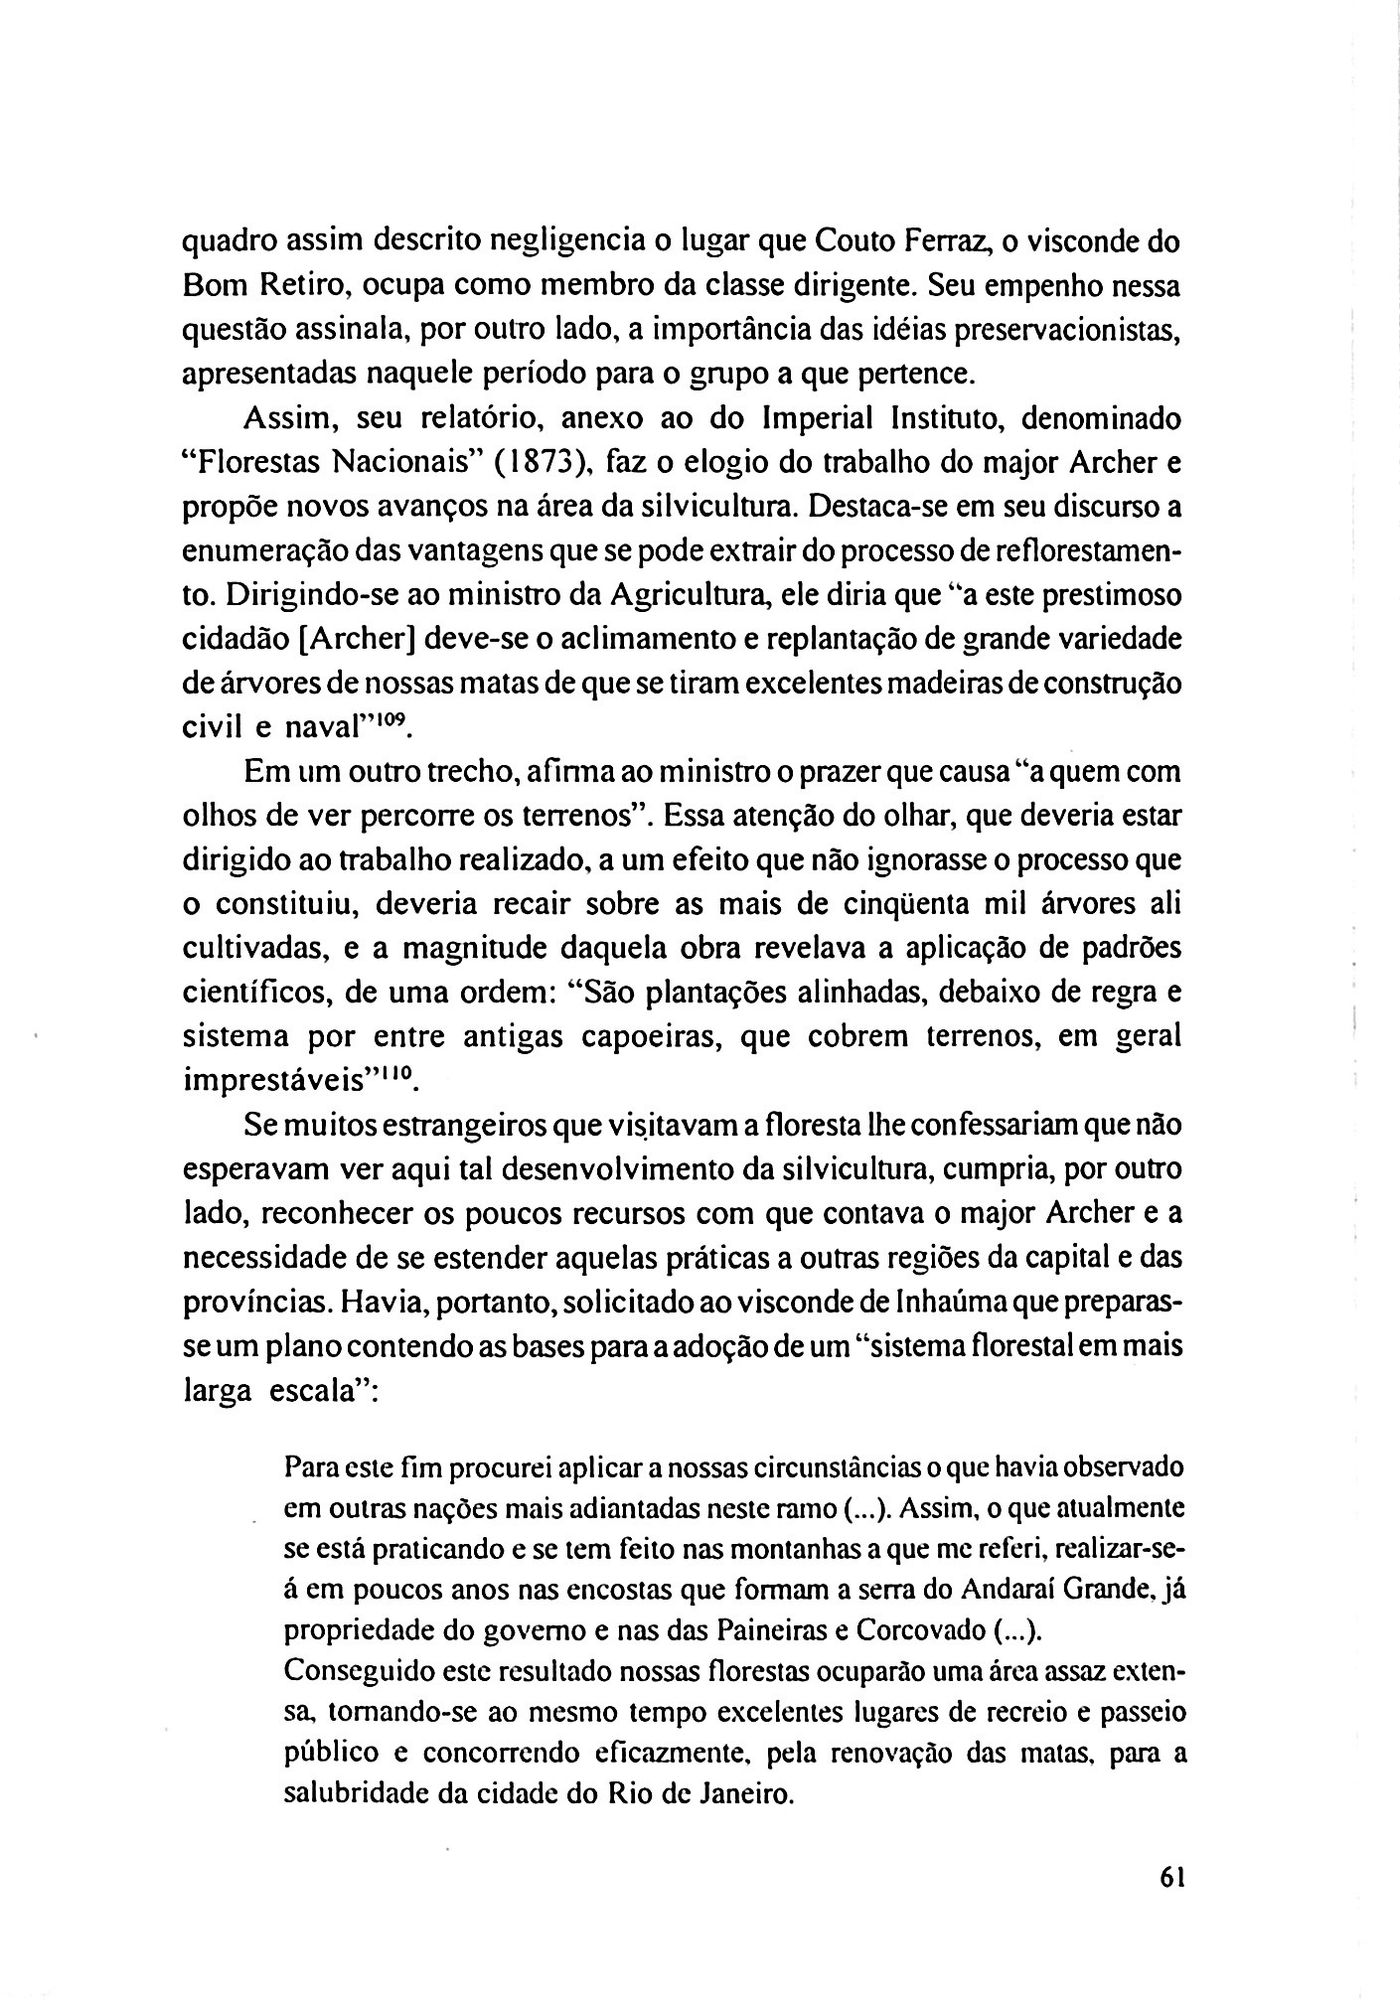 quadro assim descrito negligencia o lugar que Couto Ferraz, o visconde do
Bom Retiro, ocupa como membro da classe dirigente. Seu empenho nessa
questão assinala, por outro lado, a importância das idéias preservacionistas,
apresentadas naquele período para o grupo a que pertence.
Assim, seu relatório, anexo ao do Imperial Instituto, denominado
“Florestas Nacionais” (1873), faz o elogio do trabalho do major Archer e
propõe novos avanços na área da silvicultura. Destaca-se em seu discurso a
enumeração das vantagens que se pode extrair do processo de reflorestamen-
to. Dirigindo-se ao ministro da Agricultura, ele diria que “a este prestimoso
cidadão [Archer] deve-se o aclimamento e replantação de grande variedade
de árvores de nossas matas de que se tiram excelentes madeiras de construção
civil e naval”¹⁰⁹.
Em um outro trecho, afirma ao ministro o prazer que causa “a quem com
olhos de ver percorre os terrenos”. Essa atenção do olhar, que deveria estar
dirigido ao trabalho realizado, a um efeito que não ignorasse o processo que
o constituiu, deveria recair sobre as mais de cinqüenta mil árvores ali
cultivadas, e a magnitude daquela obra revelava a aplicação de padrões
científicos, de uma ordem: “São plantações alinhadas, debaixo de regra e
sistema por entre antigas capoeiras, que cobrem terrenos, em geral
imprestáveis”¹¹⁰.
Se muitos estrangeiros que visitavam a floresta lhe confessariam que não
esperavam ver aqui tal desenvolvimento da silvicultura, cumpria, por outro
lado, reconhecer os poucos recursos com que contava o major Archer e a
necessidade de se estender aquelas práticas a outras regiões da capital e das
províncias. Havia, portanto, solicitado ao visconde de Inhaúma que preparas-
se um plano contendo as bases para a adoção de um “sistema florestal em mais
larga escala”:
Para este fim procurei aplicar a nossas circunstâncias o que havia observado
em outras nações mais adiantadas neste ramo (...). Assim, o que atualmente
se está praticando e se tem feito nas montanhas a que me referi, realizar-se-
á em poucos anos nas encostas que formam a serra do Andaraí Grande, já
propriedade do governo e nas das Paineiras e Corcovado (...).
Conseguido este resultado nossas florestas ocuparão uma área assaz exten-
sa, tornando-se ao mesmo tempo excelentes lugares de recreio e passeio
público e concorrendo eficazmente, pela renovação das matas, para a
salubridade da cidade do Rio de Janeiro.
61